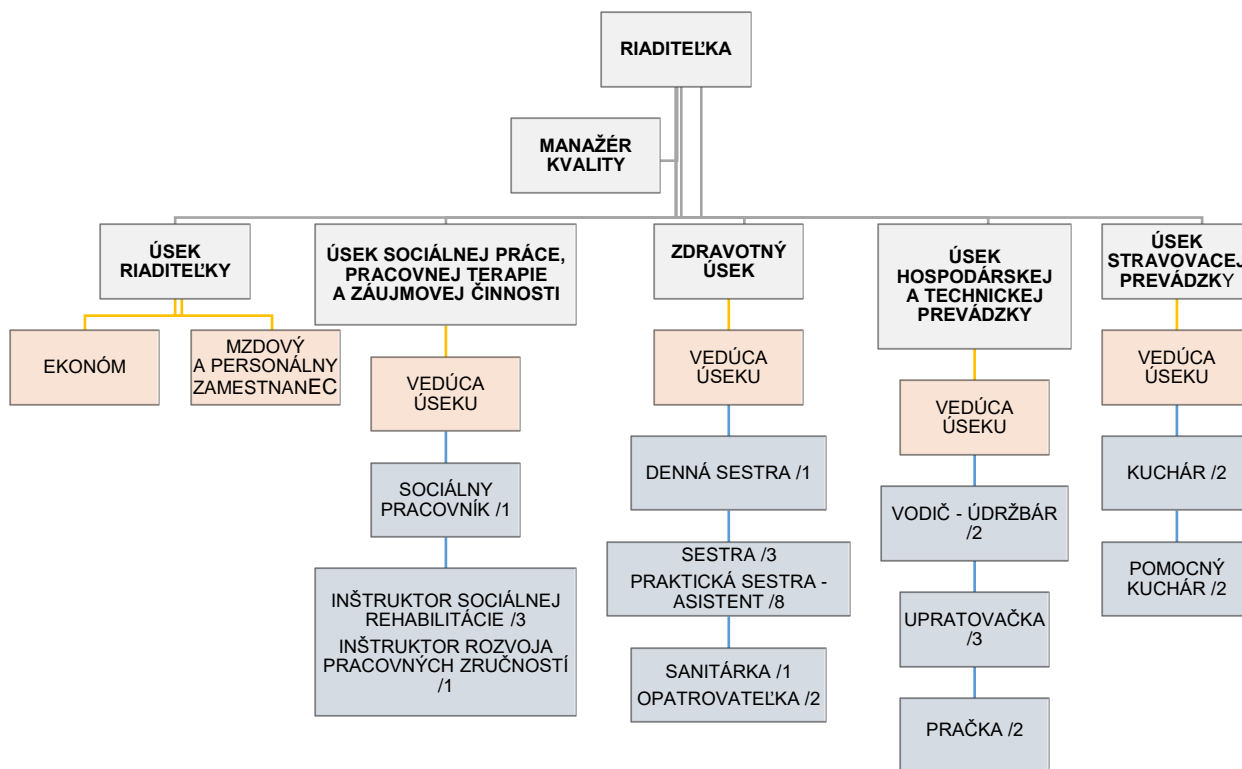 RIADITEĽKA
MANAŽÉR
KVALITY
ÚSEK
RIADITEĽKY
EKONÓM
MZDOVÝ
A PERSONÁLNY
ZAMESTNANEC
ÚSEK SOCIÁLNEJ PRÁCE,
PRACOVNEJ TERAPIE
A ZÁUJMOVEJ ČINNOSTI
VEDÚCA
ÚSEKU
SOCIÁLNY
PRACOVNÍK /1
INŠTRUKTOR SOCIÁLNEJ
REHABILITÁCIE /3
INŠTRUKTOR ROZVOJA
PRACOVNÝCH ZRUČNOSTÍ
/1
ZDRAVOTNÝ
ÚSEK
VEDÚCA
ÚSEKU
DENNÁ SESTRA /1
SESTRA /3
PRAKTICKÁ SESTRA -
ASISTENT /8
SANITÁRKA /1
OPATROVATEĽKA /2
ÚSEK
HOSPODÁRSKEJ
A TECHNICKEJ
PREVÁDZKY
VEDÚCA
ÚSEKU
VODIČ - ÚDRŽBÁR
/2
UPRATOVAČKA
/3
PRAČKA /2
ÚSEK
STRAVOVACEJ
PREVÁDZKY
VEDÚCA
ÚSEKU
KUCHÁR /2
POMOCNÝ
KUCHÁR /2